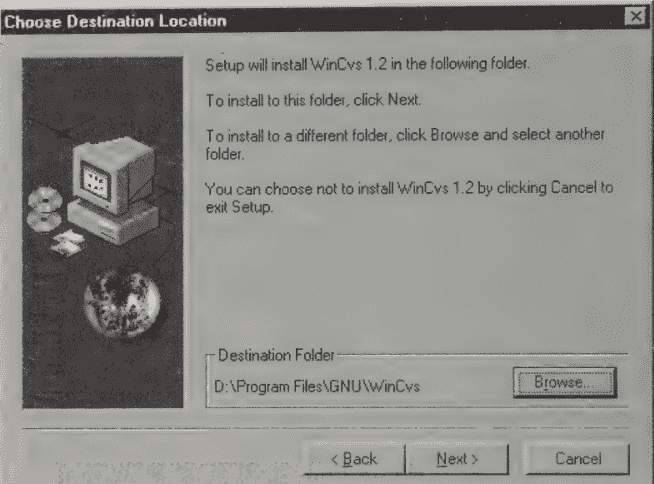 Choose Destination Location
Setup will install WinCvs 1.2 in the following folder.
To install to this folder, click Next.
To install to a different folder, click Browse and select another
folder.
You can choose not to install WinCvs 1.2 by clicking Cancel to
exit Setup.
Destination Folder
D:\Program Files\GNU\WinCvs
Browse...
< Back
Next >
Cancel